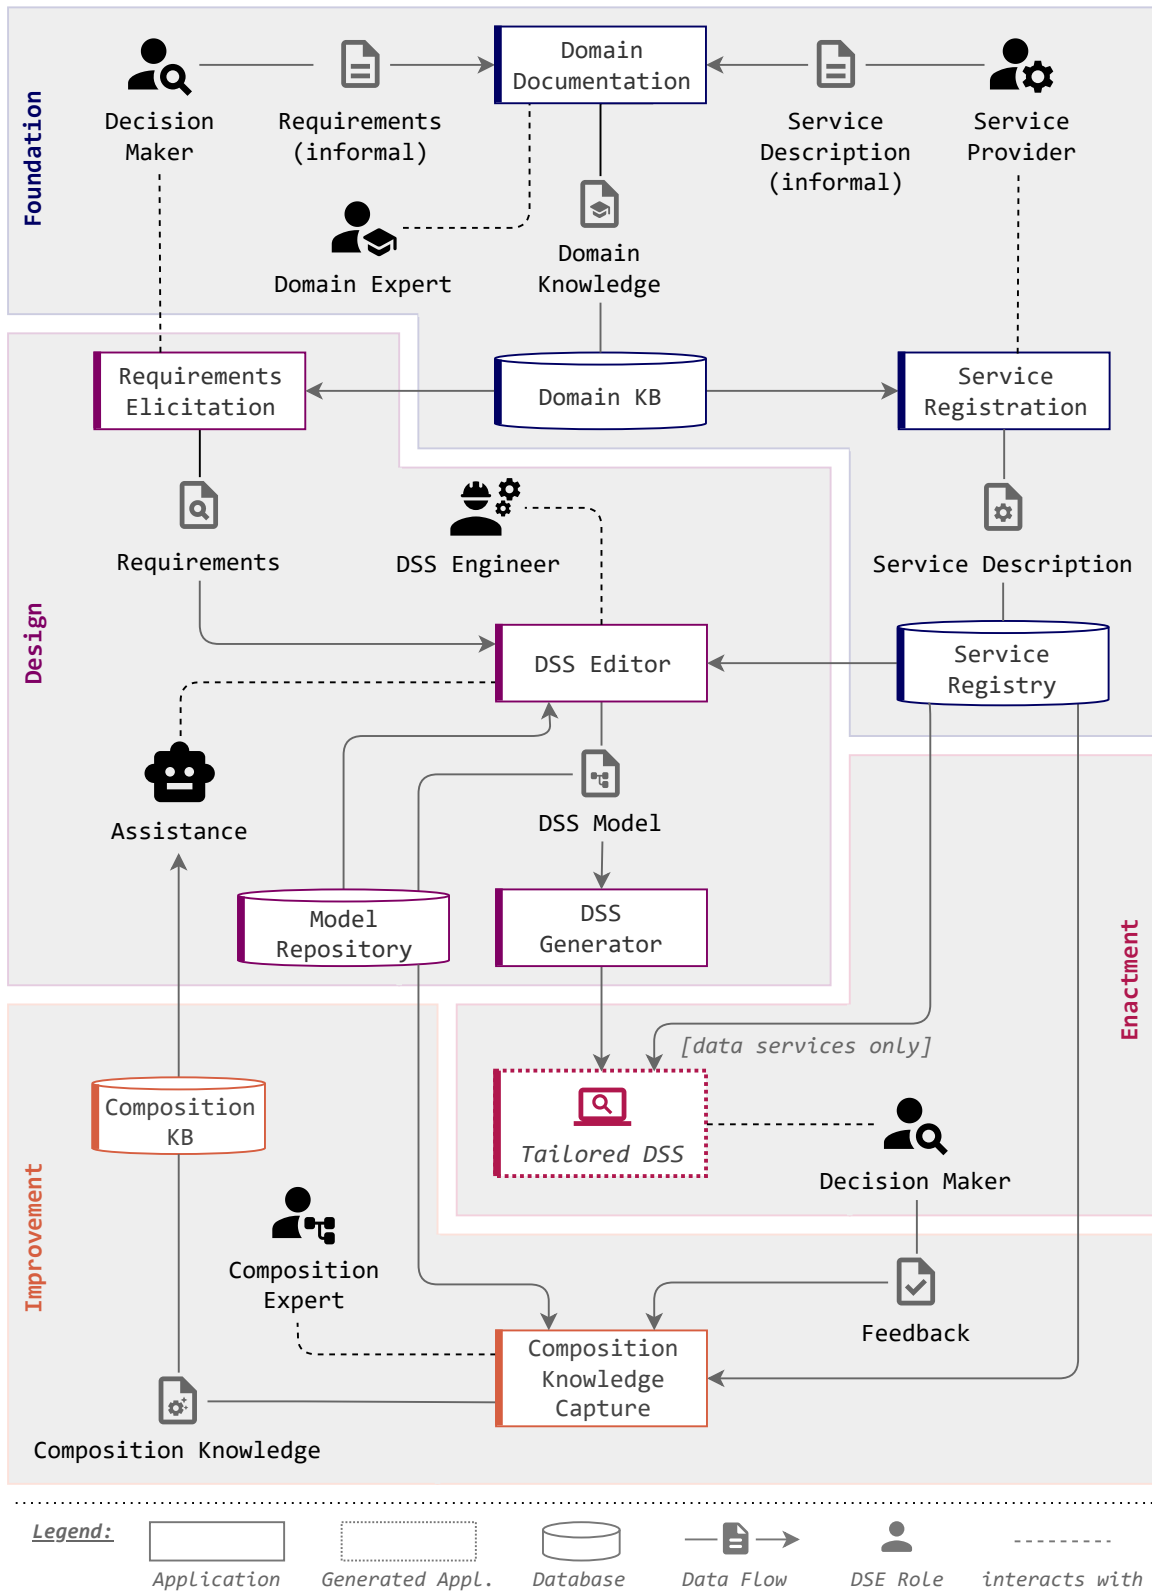 Foundation
Decision
Maker
Requirements
(informal)
Domain
Documentation
Service
Description
(informal)
Service
Provider
Domain Expert
Domain
Knowledge
Design
Requirements
Elicitation
Domain KB
Service
Registration
Requirements
DSS Engineer
Service Description
DSS Editor
Service
Registry
Assistance
DSS Model
Model
Repository
DSS
Generator
Enactment
[data services only]
Tailored DSS
Decision Maker
Improvement
Composition
KB
Composition
Expert
Feedback
Composition
Knowledge
Capture
Composition Knowledge
Legend:
Application
Generated Appl.
Database
Data Flow
DSE Role
interacts with